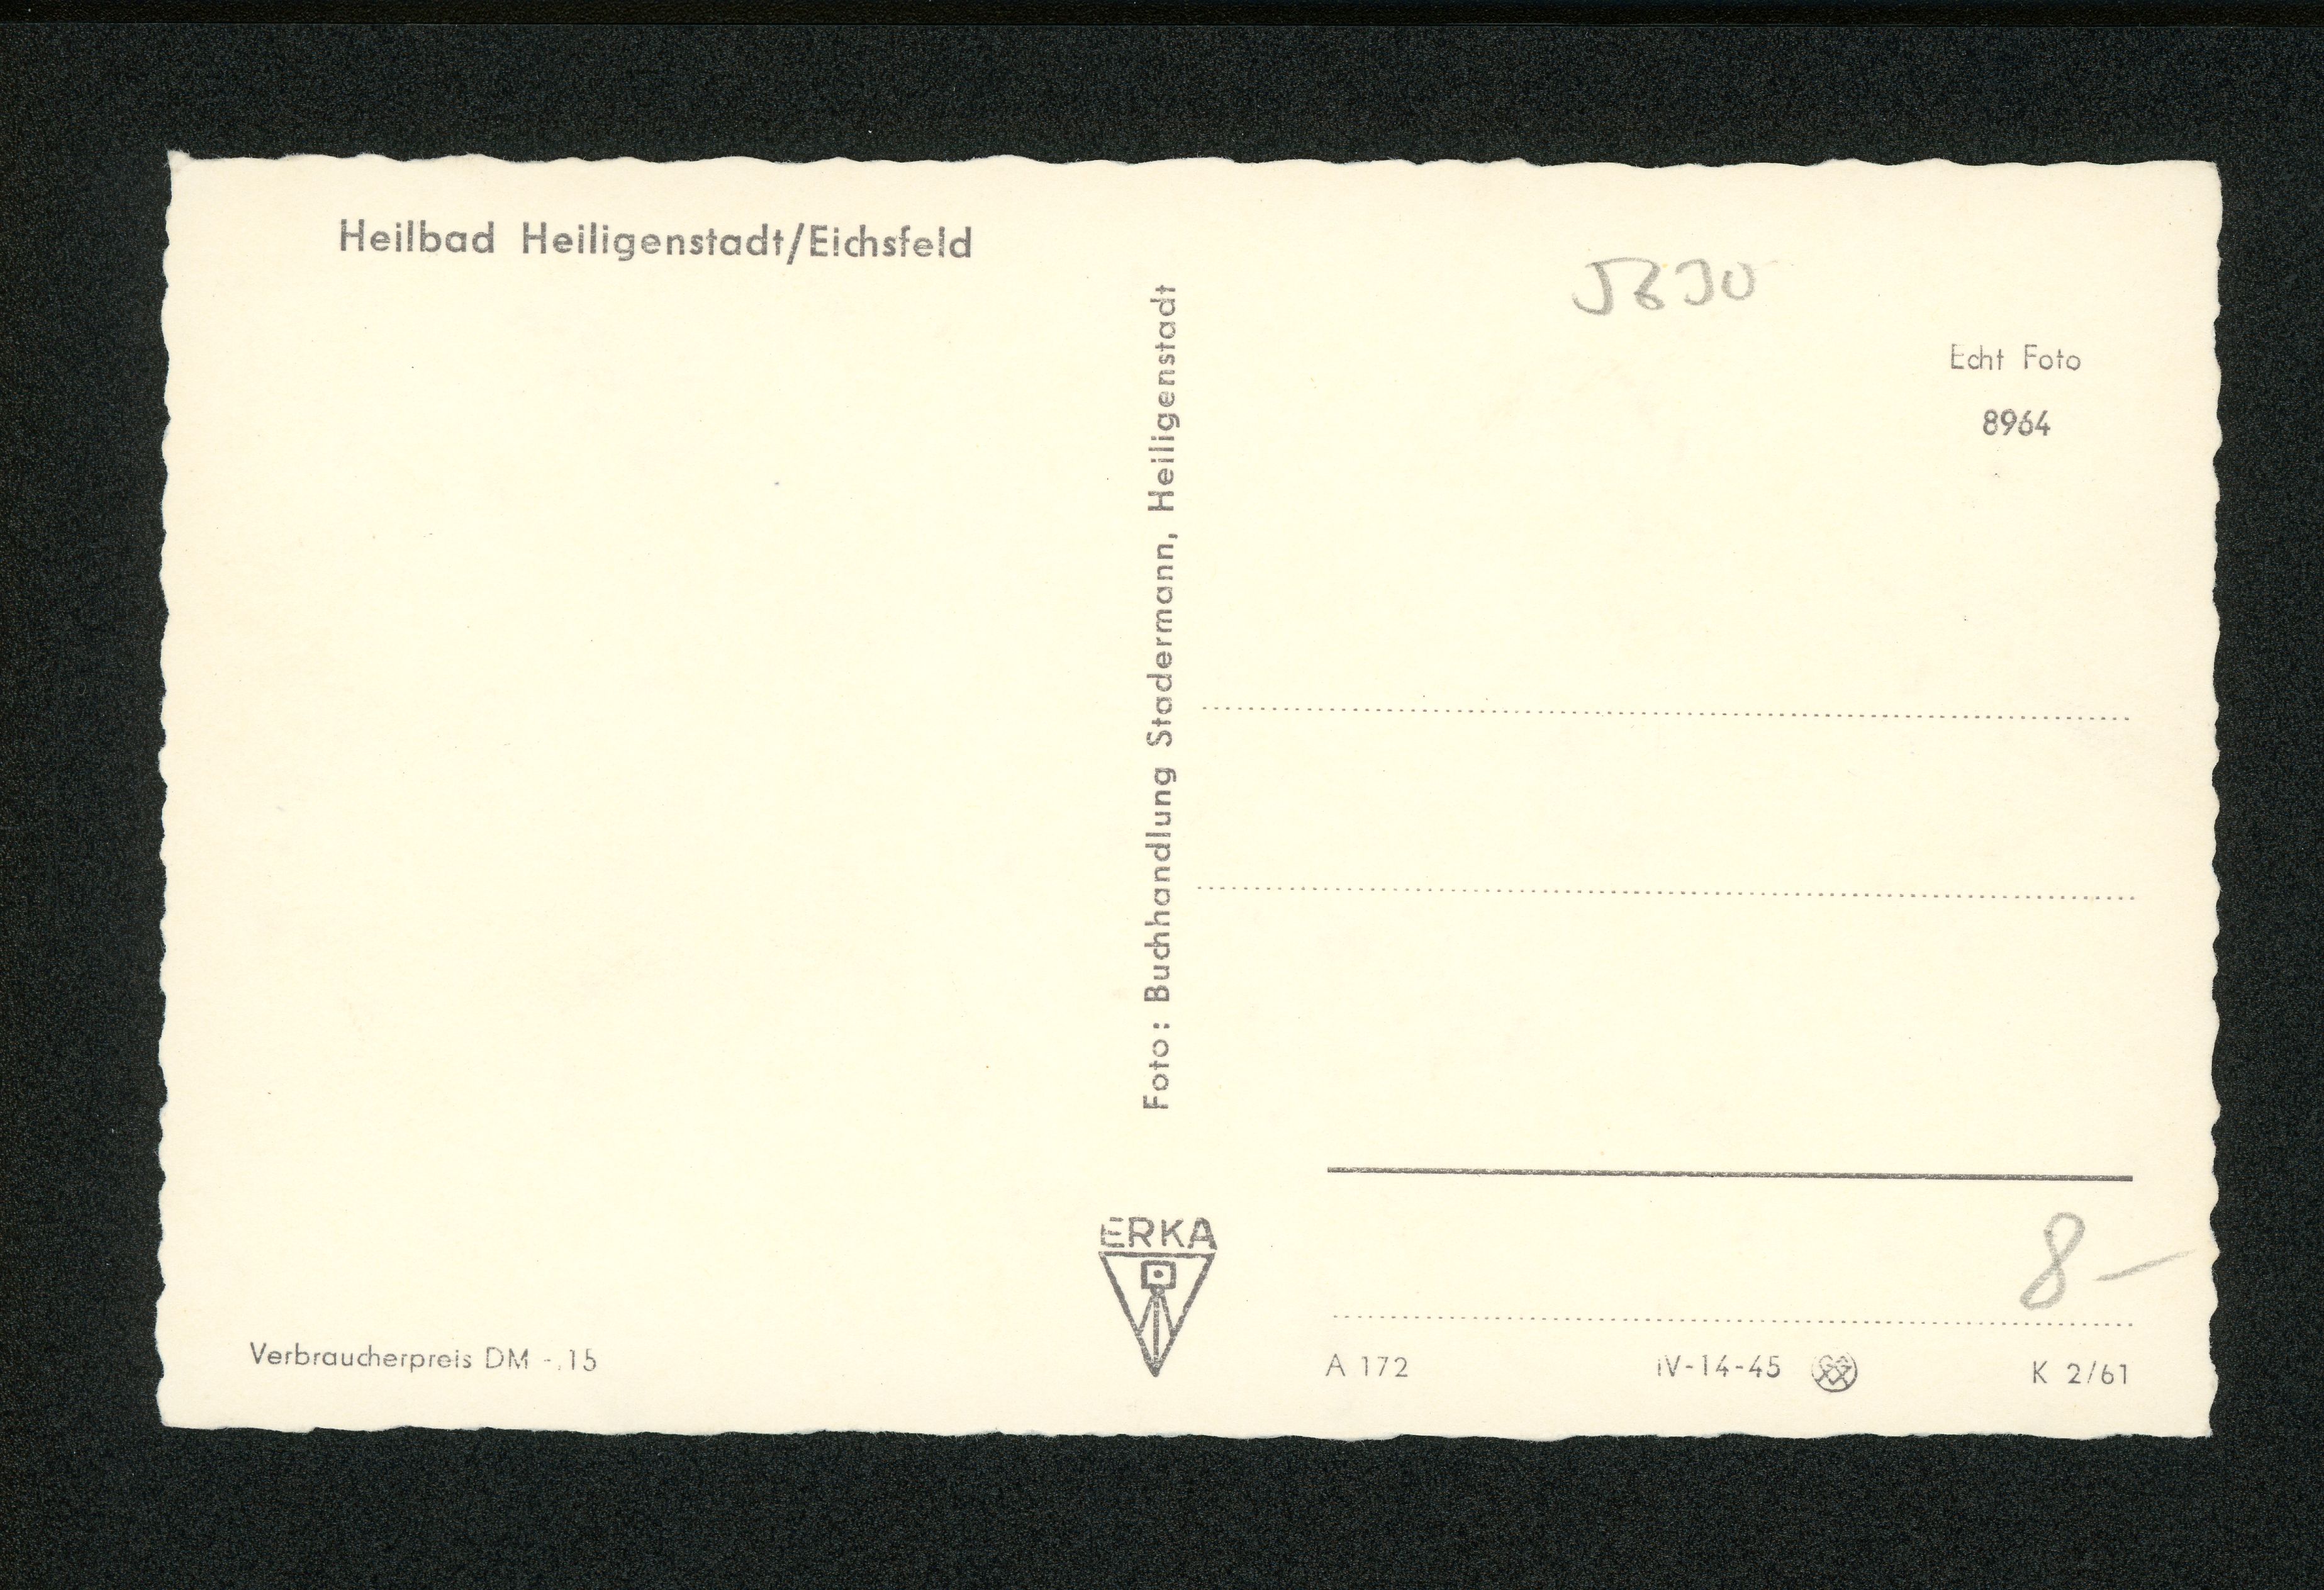 Heilbad Heiligenstadt/Eichsfeld
Verbraucherpreis DM -.15
Foto: Buchhandlung Stadermann, Heiligenstadt
ERKA
Echt Foto
8964
8-
A 172
IV-14-45
K 2/61